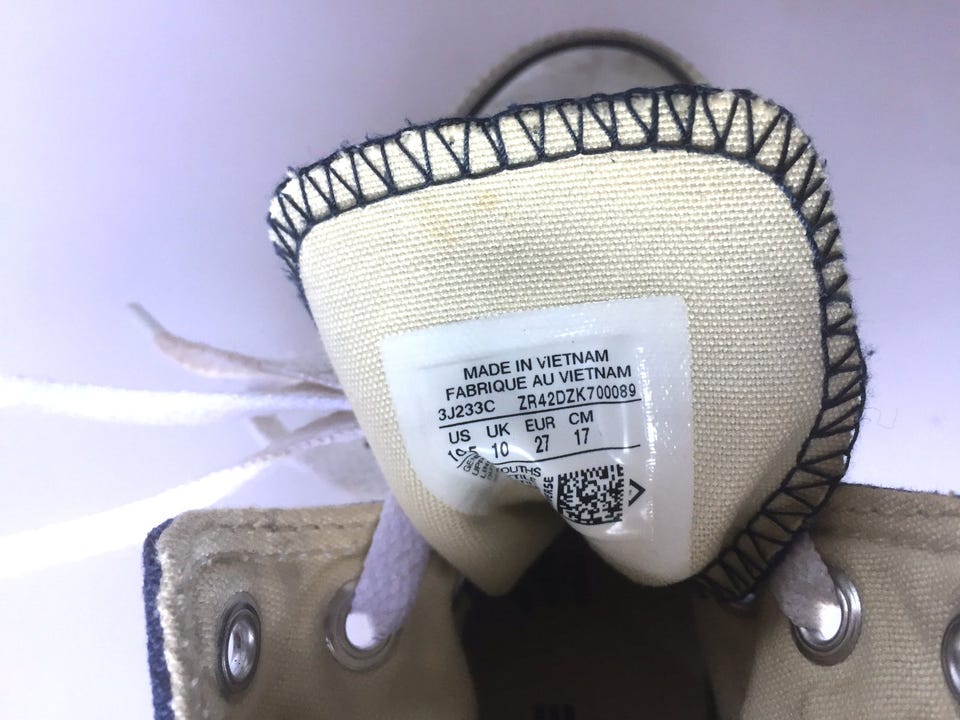 MADE IN VIETNAM
FABRIQUE AU VIETNAM
3J233C ZR42DZK700089
US UK EUR CM
10 27 17